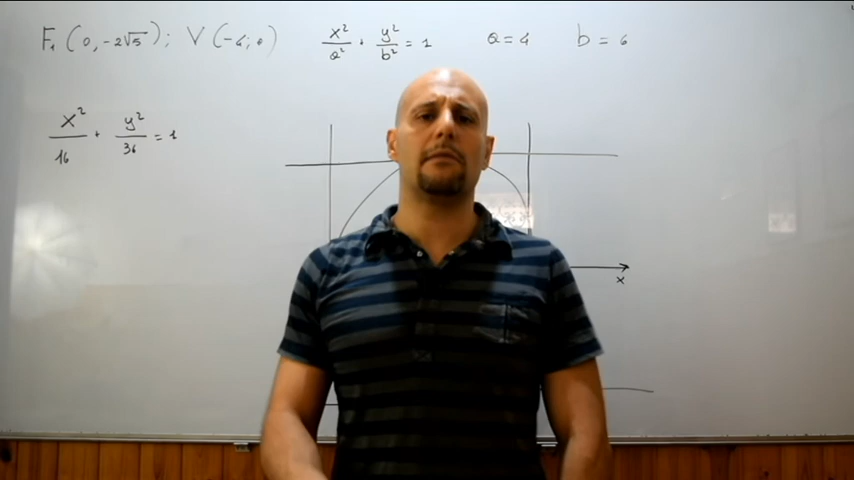 F₁(0,-2√5); V(-4;0) x²/a² + y²/b² = 1 a=4 b=6
x²/16 + y²/36 = 1
x